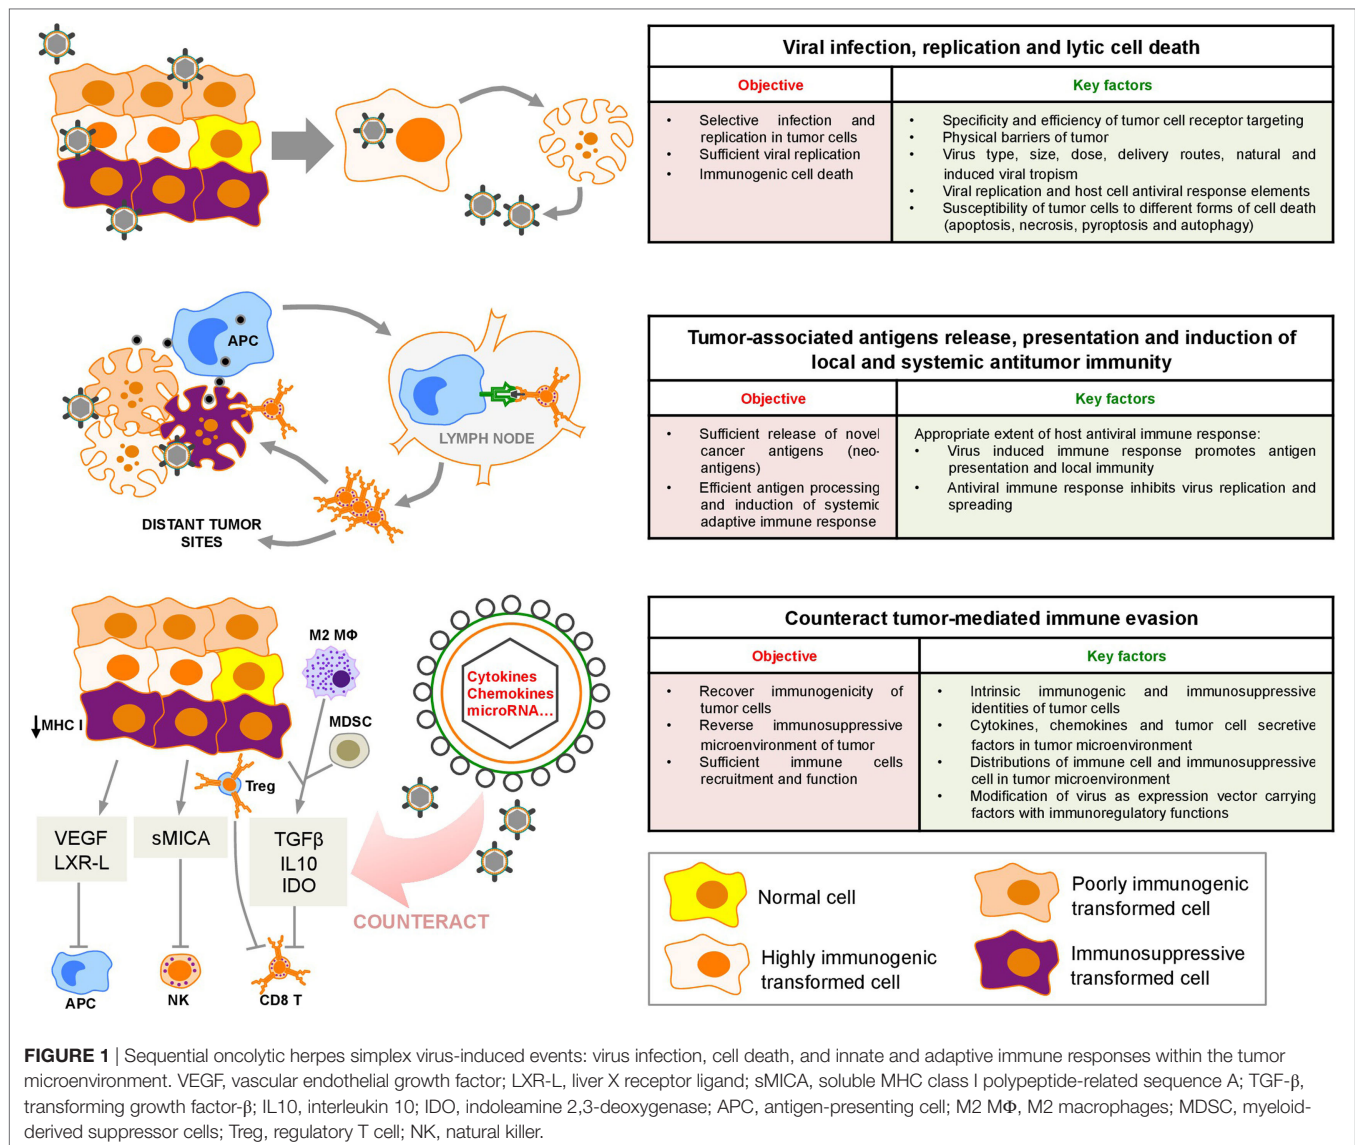 Viral infection, replication and lytic cell death
Objective
Key factors
• Selective infection and
replication in tumor cells
• Sufficient viral replication
• Immunogenic cell death
• Specificity and efficiency of tumor cell receptor targeting
• Physical barriers of tumor
• Virus type, size, dose, delivery routes, natural and
induced viral tropism
• Viral replication and host cell antiviral response elements
• Susceptibility of tumor cells to different forms of cell death
(apoptosis, necrosis, pyroptosis and autophagy)
APC
LYMPH NODE
DISTANT TUMOR
SITES
Tumor-associated antigens release, presentation and induction of
local and systemic antitumor immunity
Objective
Key factors
• Sufficient release of novel
cancer antigens (neo-
antigens)
• Efficient antigen processing
and induction of systemic
adaptive immune response
Appropriate extent of host antiviral immune response:
• Virus induced immune response promotes antigen
presentation and local immunity
• Antiviral immune response inhibits virus replication and
spreading
M2 MΦ
MDSC
↓MHC I
Treg
Cytokines
Chemokines
microRNA...
VEGF
LXR-L
sMICA
TGFβ
IL10
IDO
COUNTERACT
APC
NK
CD8 T
Counteract tumor-mediated immune evasion
Objective
Key factors
• Recover immunogenicity of
tumor cells
• Reverse immunosuppressive
microenvironment of tumor
• Sufficient immune cells
recruitment and function
• Intrinsic immunogenic and immunosuppressive
identities of tumor cells
• Cytokines, chemokines and tumor cell secretive
factors in tumor microenvironment
• Distributions of immune cell and immunosuppressive
cell in tumor microenvironment
• Modification of virus as expression vector carrying
factors with immunoregulatory functions
Normal cell
Poorly immunogenic
transformed cell
Highly immunogenic
transformed cell
Immunosuppressive
transformed cell
FIGURE 1 | Sequential oncolytic herpes simplex virus-induced events: virus infection, cell death, and innate and adaptive immune responses within the tumor
microenvironment. VEGF, vascular endothelial growth factor; LXR-L, liver X receptor ligand; sMICA, soluble MHC class I polypeptide-related sequence A; TGF-β,
transforming growth factor-β; IL10, interleukin 10; IDO, indoleamine 2,3-deoxygenase; APC, antigen-presenting cell; M2 MΦ, M2 macrophages; MDSC, myeloid-
derived suppressor cells; Treg, regulatory T cell; NK, natural killer.